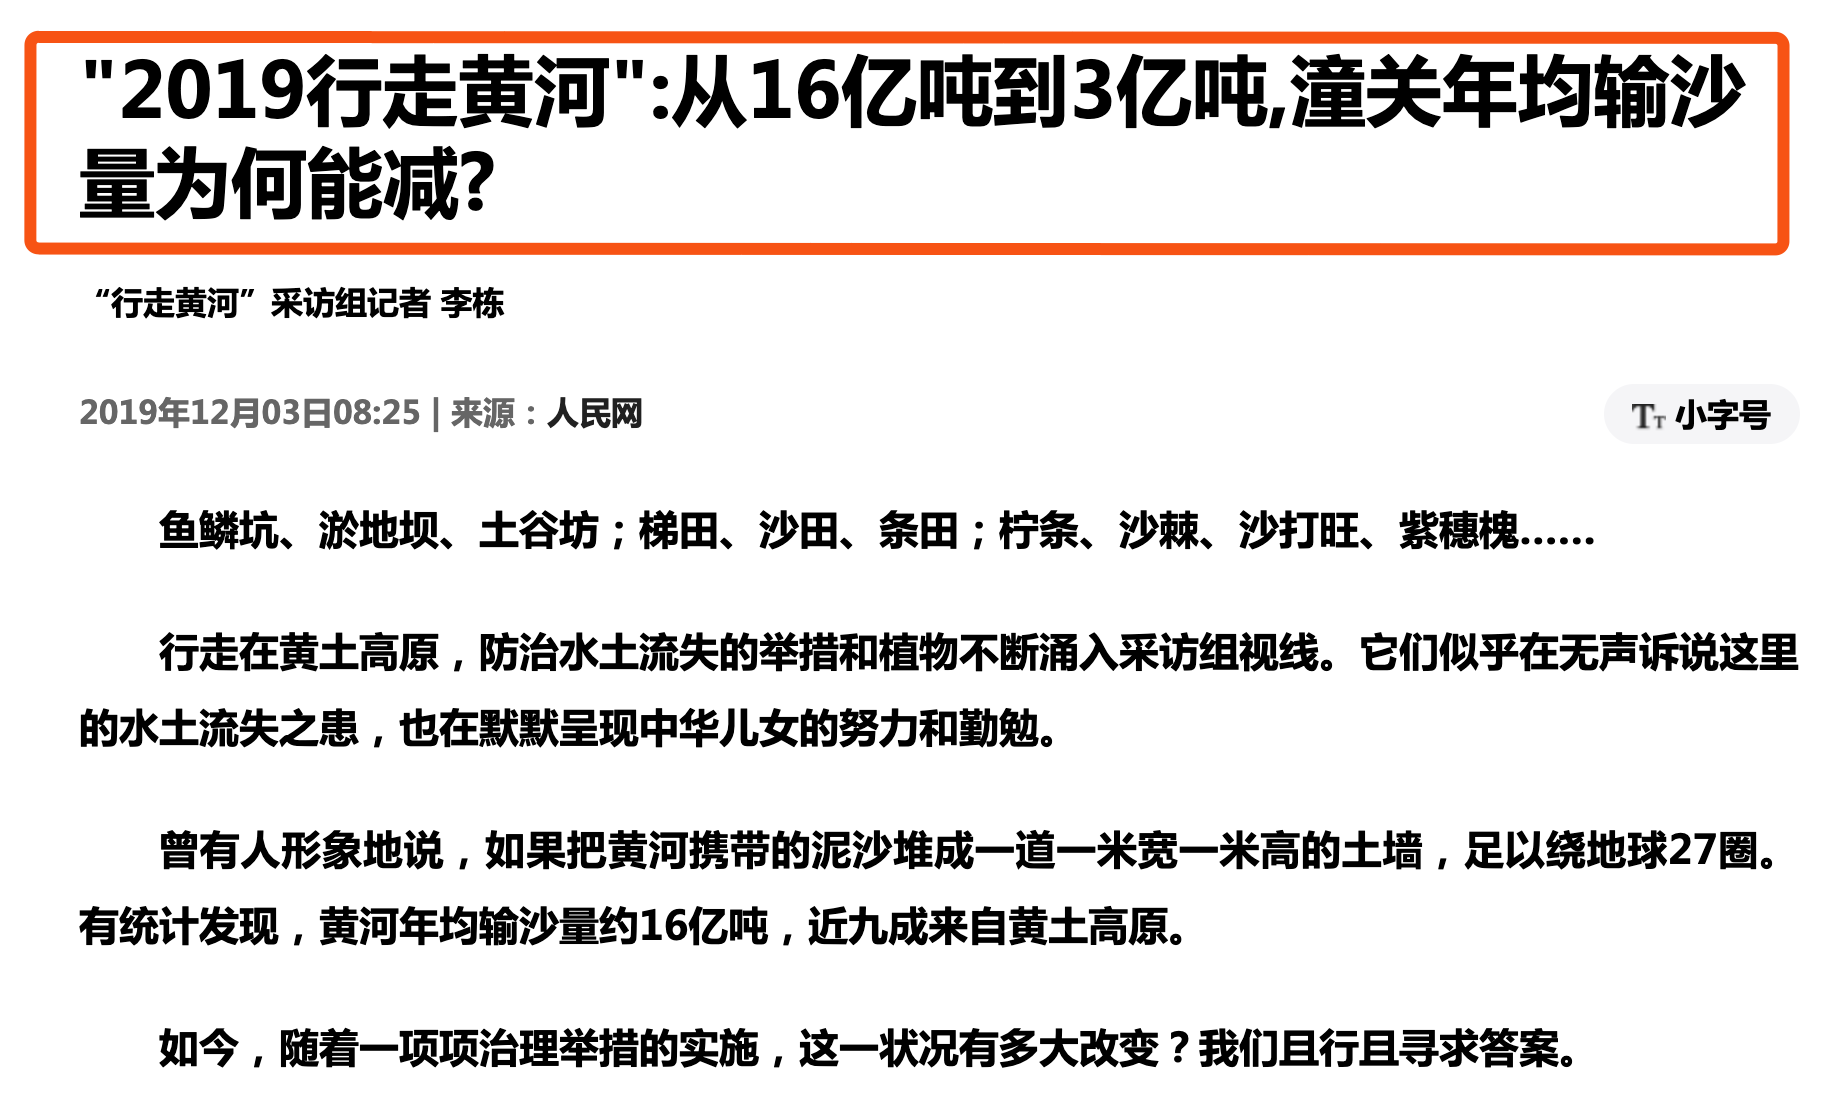 "2019行走黄河":从16亿吨到3亿吨,潼关年均输沙
量为何能减?
“行走黄河”采访组记者 李栋
2019年12月03日08:25 | 来源：人民网
TT 小字号
鱼鳞坑、淤地坝、土谷坊；梯田、沙田、条田；柠条、沙棘、沙打旺、紫穗槐……
行走在黄土高原，防治水土流失的举措和植物不断涌入采访组视线。它们似乎在无声诉说这里
的水土流失之患，也在默默呈现中华儿女的努力和勤勉。
曾有人形象地说，如果把黄河携带的泥沙堆成一道一米宽一米高的土墙，足以绕地球27圈。
有统计发现，黄河年均输沙量约16亿吨，近九成来自黄土高原。
如今，随着一项项治理举措的实施，这一状况有多大改变？我们且行且寻求答案。